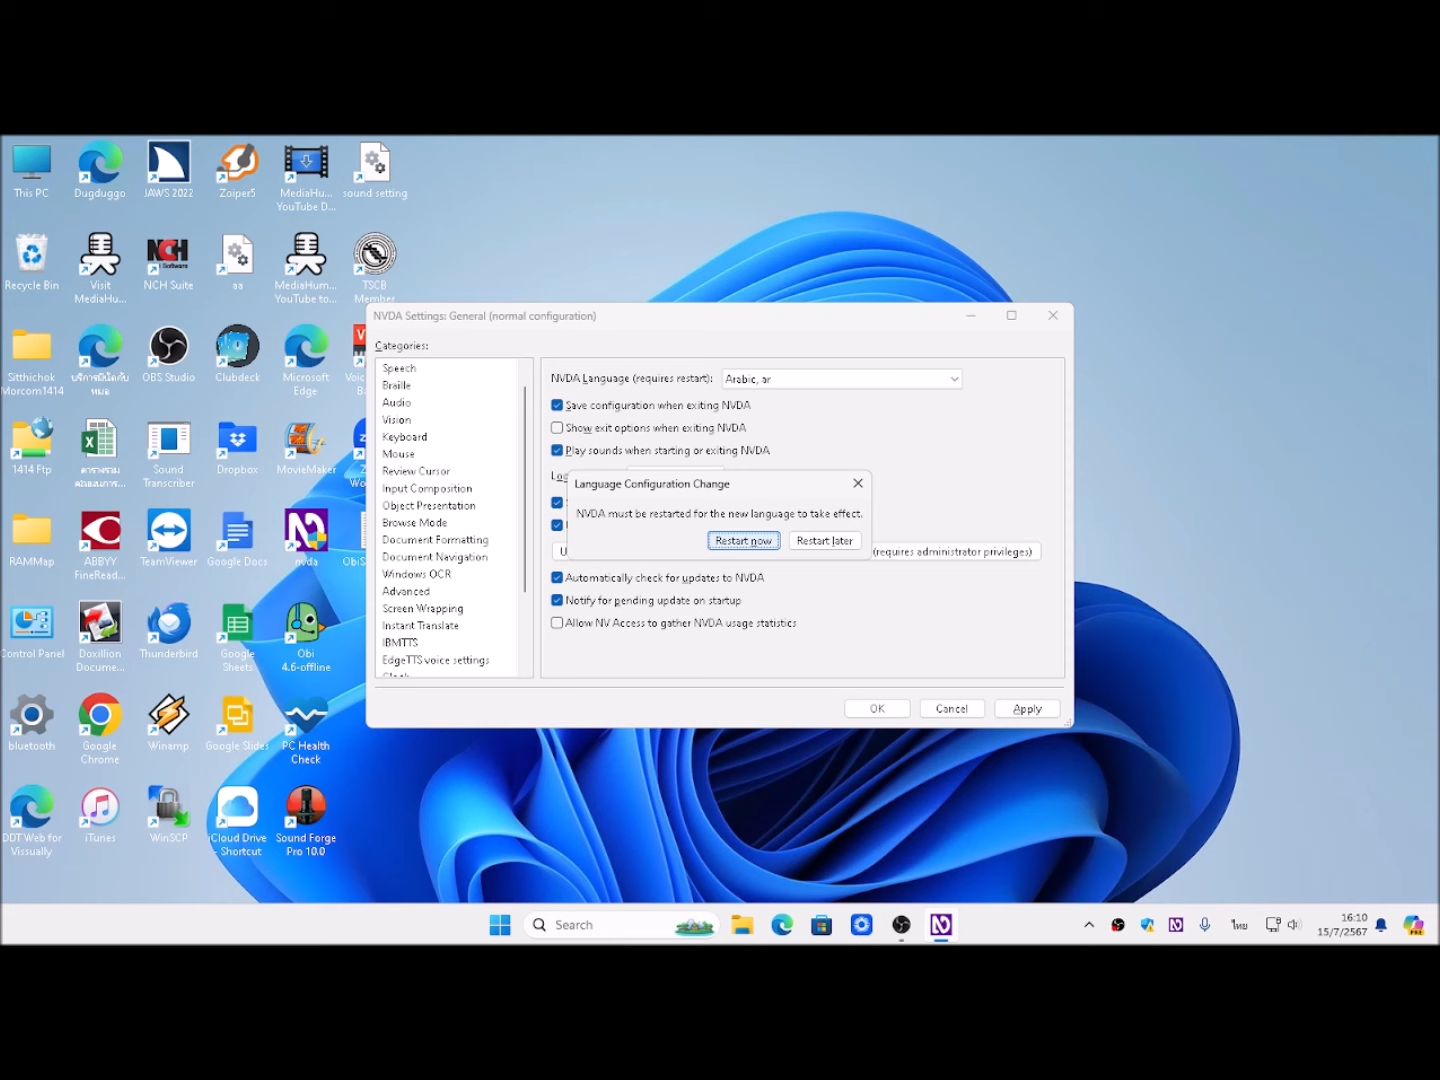 This PC
Dugduggo
JAWS 2022
Zoiper5
MediaHu...
YouTube D...
sound setting
Recycle Bin
Visit
MediaHu...
NCH Software
NCH Suite
aa
MediaHum...
YouTube to...
TSCB
Member
Sitthichok
Morcom1414
OBS Studio
Clubdeck
Microsoft
Edge
1414 Ftp
Sound
Transcriber
Dropbox
MovieMaker
RAMMap
ABBYY
FineRead...
TeamViewer
Google Docs
nvda
Control Panel
Doxillion
Docume...
Thunderbird
Google
Sheets
Obi
4.6-offline
bluetooth
Google
Chrome
Winamp
Google Slides
PC Health
Check
DDT Web for
Vissually
iTunes
WinSCP
iCloud Drive
- Shortcut
Sound Forge
Pro 10.0
NVDA Settings: General (normal configuration)
Categories:
Speech
Braille
Audio
Vision
Keyboard
Mouse
Review Cursor
Input Composition
Object Presentation
Browse Mode
Document Formatting
Document Navigation
Windows OCR
Advanced
Screen Wrapping
Instant Translate
IBMTTS
EdgeTTS voice settings
NVDA Language (requires restart):
Arabic, ar
Save configuration when exiting NVDA
Show exit options when exiting NVDA
Play sounds when starting or exiting NVDA
Language Configuration Change
NVDA must be restarted for the new language to take effect.
Restart now
Restart later
(requires administrator privileges)
Automatically check for updates to NVDA
Notify for pending update on startup
Allow NV Access to gather NVDA usage statistics
OK
Cancel
Apply
Search
ไทย
16:10
15/7/2567